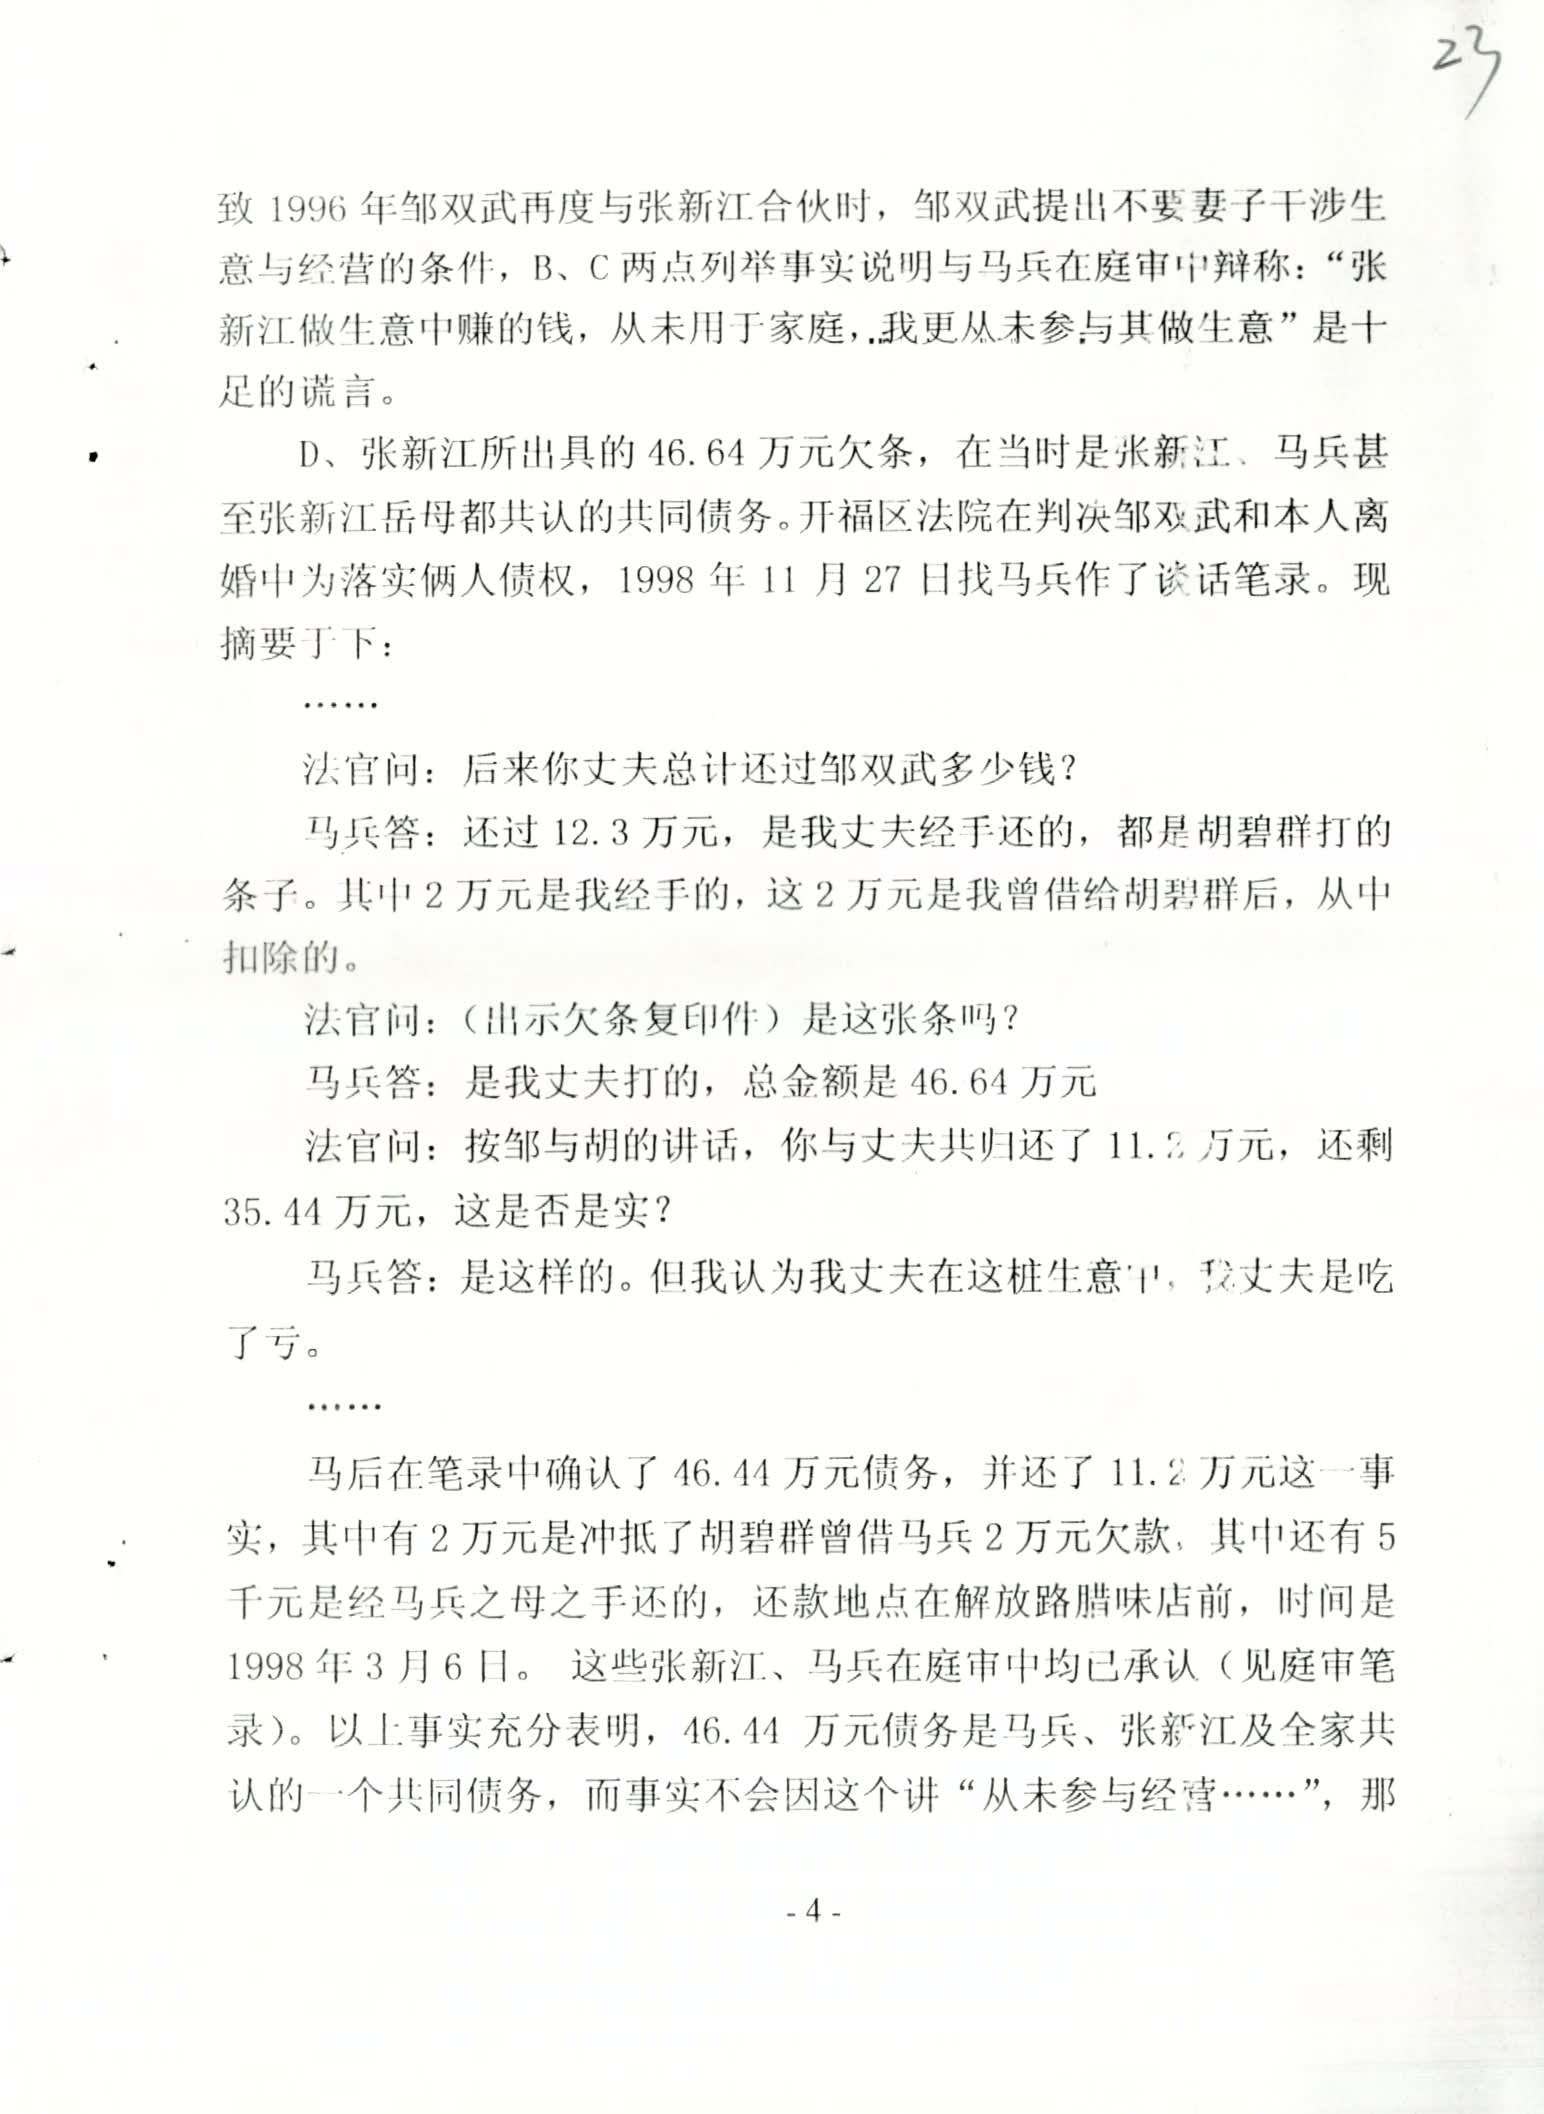 23
致 1996 年邹双武再度与张新江合伙时，邹双武提出不要妻子干涉生
意与经营的条件，B、C 两点列举事实说明与马兵在庭审中辩称：“张
新江做生意中赚的钱，从未用于家庭，我更从未参与其做生意”是十
足的谎言。
D、张新江所出具的 46.64 万元欠条，在当时是张新江、马兵甚
至张新江岳母都共认的共同债务。开福区法院在判决邹双武和本人离
婚中为落实俩人债权，1998 年 11 月 27 日找马兵作了谈话笔录。现
摘要于下：
……
法官问：后来你丈夫总计还过邹双武多少钱？
马兵答：还过 12.3 万元，是我丈夫经手还的，都是胡碧群打的
条子。其中 2 万元是我经手的，这 2 万元是我曾借给胡碧群后，从中
扣除的。
法官问：（出示欠条复印件）是这张条吗？
马兵答：是我丈夫打的，总金额是 46.64 万元
法官问：按邹与胡的讲话，你与丈夫共归还了 11.2 万元，还剩
35.44 万元，这是否是实？
马兵答：是这样的。但我认为我丈夫在这桩生意中，我丈夫是吃
了亏。
……
马后在笔录中确认了 46.44 万元债务，并还了 11.2 万元这一事
实，其中有 2 万元是冲抵了胡碧群曾借马兵 2 万元欠款，其中还有 5
千元是经马兵之母之手还的，还款地点在解放路腊味店前，时间是
1998 年 3 月 6 日。 这些张新江、马兵在庭审中均已承认（见庭审笔
录）。以上事实充分表明，46.44 万元债务是马兵、张新江及全家共
认的一个共同债务，而事实不会因这个讲“从未参与经营……”，那
- 4 -